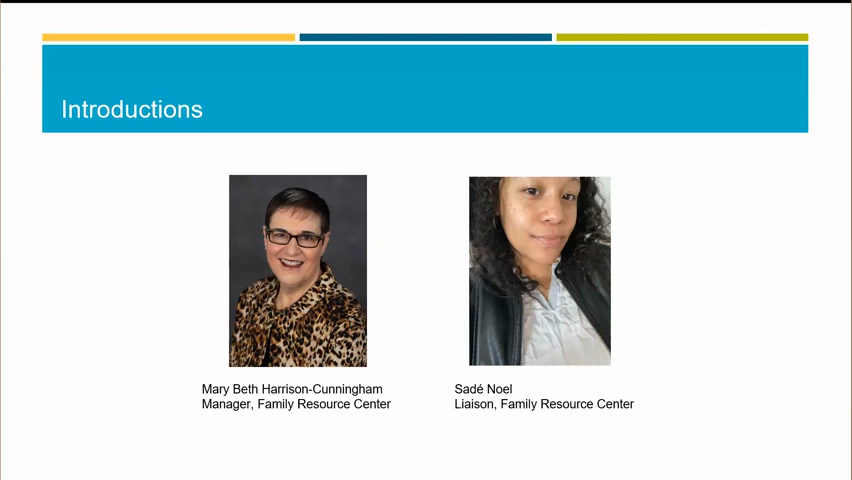 Introductions
Mary Beth Harrison-Cunningham
Manager, Family Resource Center
Sadé Noel
Liaison, Family Resource Center